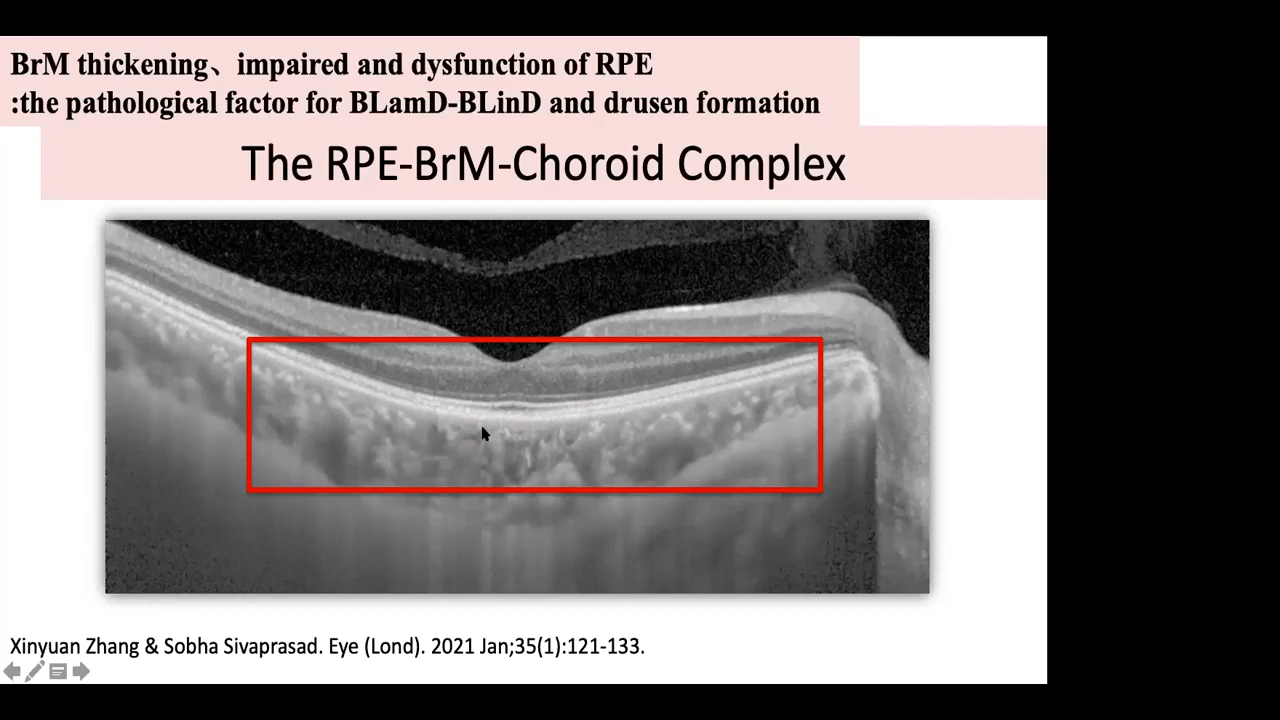 BrM thickening、impaired and dysfunction of RPE
:the pathological factor for BLamD-BLinD and drusen formation
The RPE-BrM-Choroid Complex
Xinyuan Zhang & Sobha Sivaprasad. Eye (Lond). 2021 Jan;35(1):121-133.